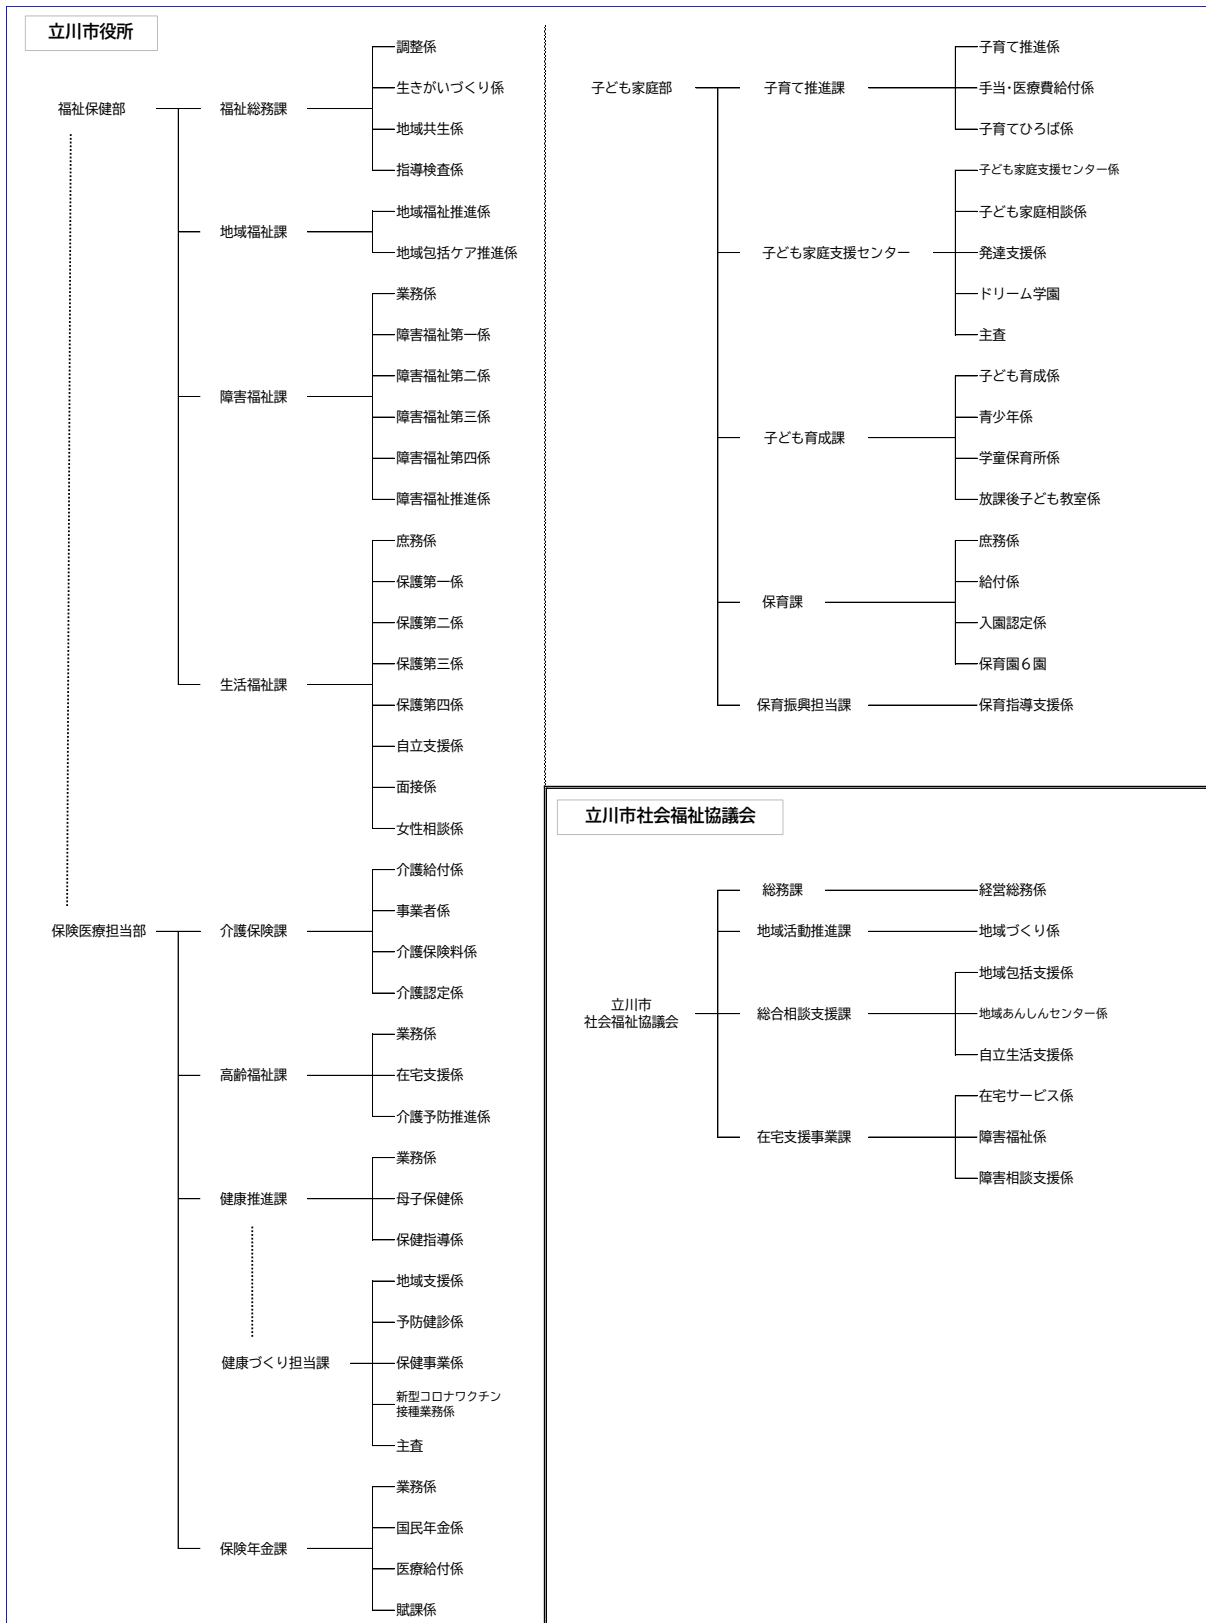 立川市役所
福祉保健部
福祉総務課
調整係
生きがいづくり係
地域共生係
指導検査係
地域福祉課
地域福祉推進係
地域包括ケア推進係
障害福祉課
業務係
障害福祉第一係
障害福祉第二係
障害福祉第三係
障害福祉第四係
障害福祉推進係
生活福祉課
庶務係
保護第一係
保護第二係
保護第三係
保護第四係
自立支援係
面接係
女性相談係
保険医療担当部
介護保険課
介護給付係
事業者係
介護保険料係
介護認定係
高齢福祉課
業務係
在宅支援係
介護予防推進係
健康推進課
業務係
母子保健係
保健指導係
健康づくり担当課
地域支援係
予防健診係
保健事業係
新型コロナワクチン
接種業務係
主査
保険年金課
業務係
国民年金係
医療給付係
賦課係
子ども家庭部
子育て推進課
子育て推進係
手当・医療費給付係
子育てひろば係
子ども家庭支援センター
子ども家庭支援センター係
子ども家庭相談係
発達支援係
ドリーム学園
主査
子ども育成課
子ども育成係
青少年係
学童保育所係
放課後子ども教室係
保育課
庶務係
給付係
入園認定係
保育園６園
保育振興担当課
保育指導支援係
立川市社会福祉協議会
立川市
社会福祉協議会
総務課
経営総務係
地域活動推進課
地域づくり係
総合相談支援課
地域包括支援係
地域あんしんセンター係
自立生活支援係
在宅支援事業課
在宅サービス係
障害福祉係
障害相談支援係